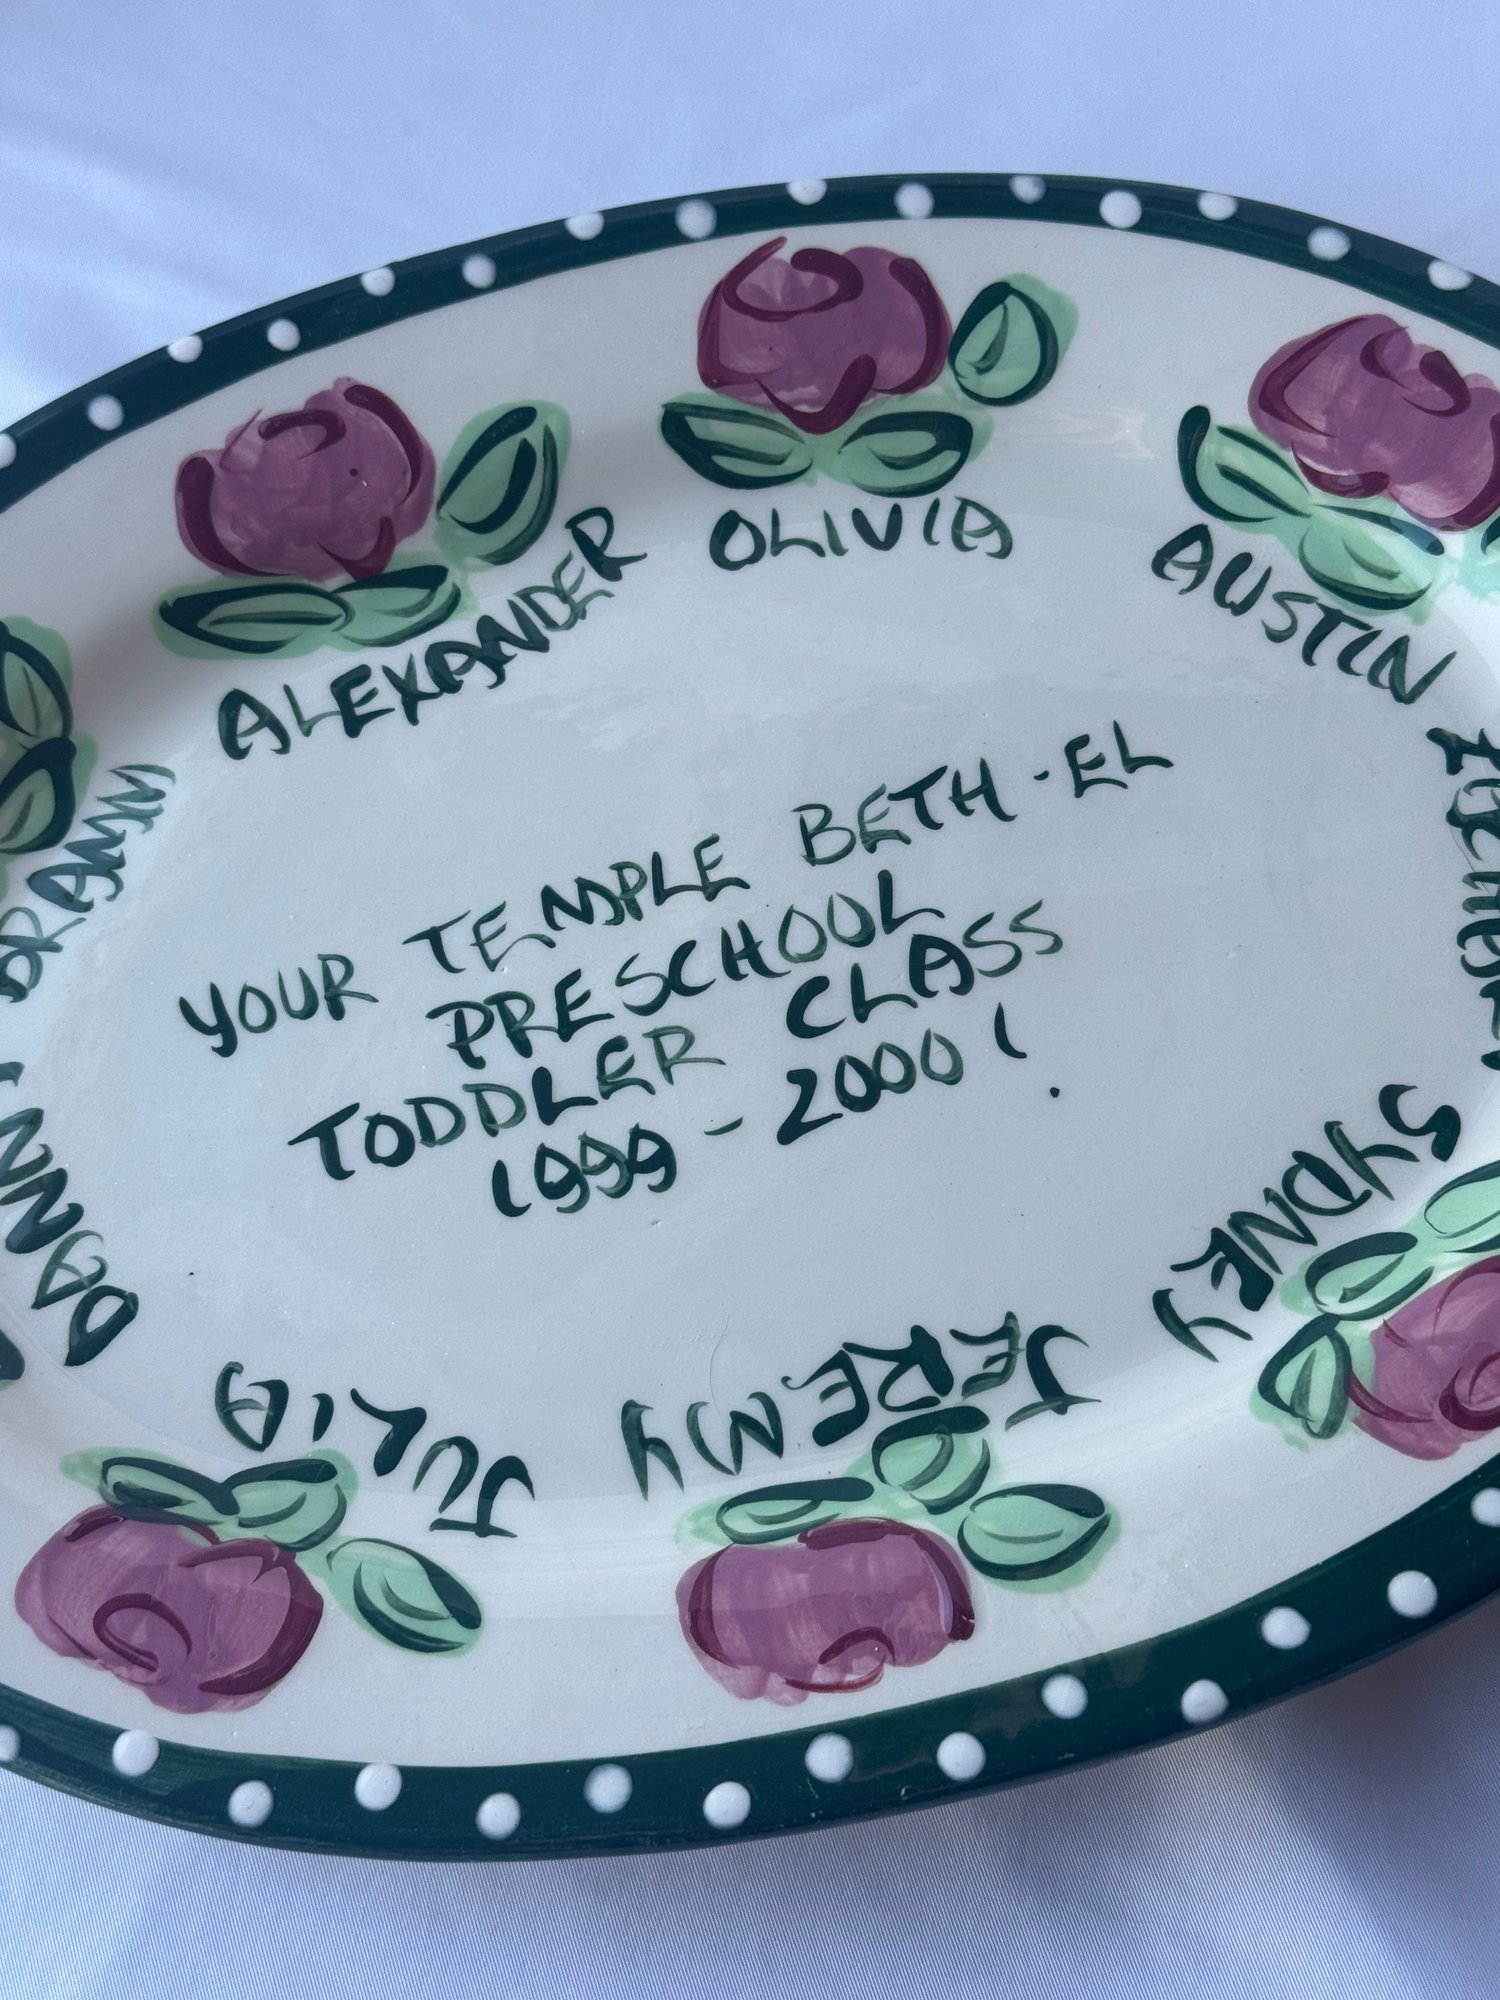 ALEXANDER
OLIVIA
AUSTIN
SYDNEY
JEREMY
JULIA
DANNY
YOUR TEMPLE BETH-EL
PRESCHOOL
TODDLER CLASS
1999-2000!